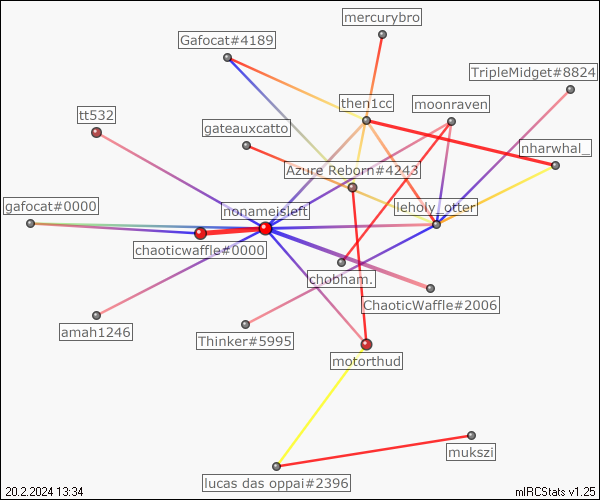 mercurybro
Gafocat#4189
TripleMidget#8824
then1cc
moonraven
tt532
gateauxcatto
nharwhal_
Azure Reborn#4243
gafocat#0000
nonameisleft
leholy_otter
chaoticwaffle#0000
chobham.
ChaoticWaffle#2006
amah1246
Thinker#5995
motorthud
mukszi
lucas das oppai#2396
20.2.2024 13:34
mIRCStats v1.25